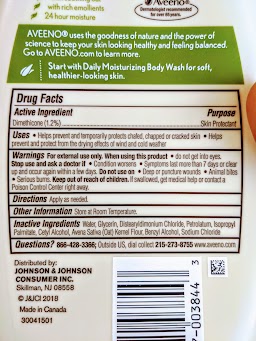 with rich emollients
24 hour moisture
Aveeno®
Dermatologist recommended
for over 65 years.
AVEENO® uses the goodness of nature and the power of
science to keep your skin looking healthy and feeling balanced.
Go to AVEENO.com to learn more.
Start with Daily Moisturizing Body Wash for soft,
healthier-looking skin.
Drug Facts
Active Ingredient Purpose
Dimethicone (1.2%) Skin Protectant
Uses • Helps prevent and temporarily protects chafed, chapped or cracked skin • Helps
prevent and protect from the drying effects of wind and cold weather
Warnings For external use only. When using this product • do not get into eyes.
Stop use and ask a doctor if • Condition worsens • Symptoms last more than 7 days or clear
up and occur again within a few days. Do not use on • Deep or puncture wounds • Animal bites
• Serious burns. Keep out of reach of children. If swallowed, get medical help or contact a
Poison Control Center right away.
Directions Apply as needed.
Other Information Store at Room Temperature.
Inactive Ingredients Water, Glycerin, Distearyldimonium Chloride, Petrolatum, Isopropyl
Palmitate, Cetyl Alcohol, Avena Sativa (Oat) Kernel Flour, Benzyl Alcohol, Sodium Chloride
Questions? 866-428-3366; Outside US, dial collect 215-273-8755 www.aveeno.com
Distributed by:
JOHNSON & JOHNSON
CONSUMER INC.
Skillman, NJ 08558
© J&JCI 2018
Made in Canada
30041501
7-003844
3